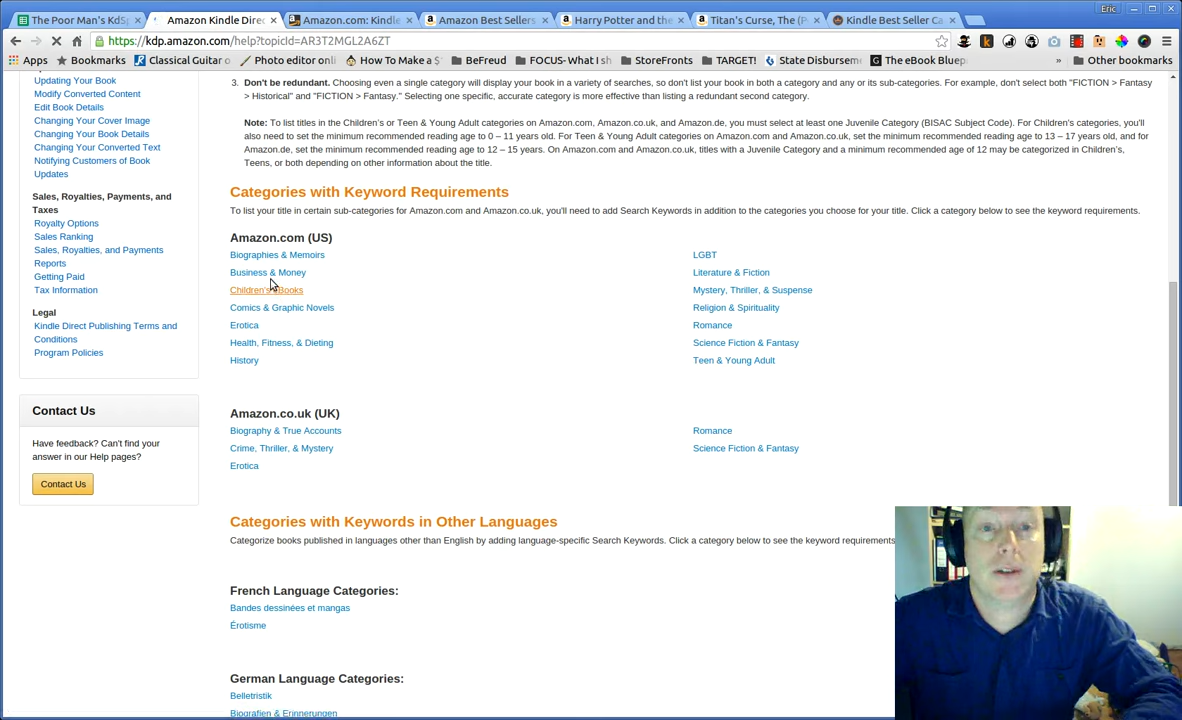 Eric
The Poor Man's KdSp
Amazon Kindle Direc
Amazon.com: Kindle
Amazon Best Sellers
Harry Potter and the
Titan's Curse, The (P
Kindle Best Seller Ca
https://kdp.amazon.com/help?topicId=AR3T2MGL2A6ZT
Apps Bookmarks Classical Guitar o Photo editor onli How To Make a $ BeFreud FOCUS- What I sh StoreFronts TARGET! State Disbursem The eBook Bluep » Other bookmarks
Updating Your Book
Modify Converted Content
Edit Book Details
Changing Your Cover Image
Changing Your Book Details
Changing Your Converted Text
Notifying Customers of Book
Updates
Sales, Royalties, Payments, and
Taxes
Royalty Options
Sales Ranking
Sales, Royalties, and Payments
Reports
Getting Paid
Tax Information
Legal
Kindle Direct Publishing Terms and
Conditions
Program Policies
Contact Us
Have feedback? Can't find your
answer in our Help pages?
Contact Us
3. Don't be redundant. Choosing even a single category will display your book in a variety of searches, so don't list your book in both a category and any or its sub-categories. For example, don't select both "FICTION > Fantasy
> Historical" and "FICTION > Fantasy." Selecting one specific, accurate category is more effective than listing a redundant second category.
Note: To list titles in the Children's or Teen & Young Adult categories on Amazon.com, Amazon.co.uk, and Amazon.de, you must select at least one Juvenile Category (BISAC Subject Code). For Children's categories, you'll
also need to set the minimum recommended reading age to 0 – 11 years old. For Teen & Young Adult categories on Amazon.com and Amazon.co.uk, set the minimum recommended reading age to 13 – 17 years old, and for
Amazon.de, set the minimum recommended reading age to 12 – 15 years. On Amazon.com and Amazon.co.uk, titles with a Juvenile Category and a minimum recommended age of 12 may be categorized in Children's,
Teens, or both depending on other information about the title.
Categories with Keyword Requirements
To list your title in certain sub-categories for Amazon.com and Amazon.co.uk, you'll need to add Search Keywords in addition to the categories you choose for your title. Click a category below to see the keyword requirements.
Amazon.com (US)
Biographies & Memoirs
Business & Money
Children's eBooks
Comics & Graphic Novels
Erotica
Health, Fitness, & Dieting
History
LGBT
Literature & Fiction
Mystery, Thriller, & Suspense
Religion & Spirituality
Romance
Science Fiction & Fantasy
Teen & Young Adult
Amazon.co.uk (UK)
Biography & True Accounts
Crime, Thriller, & Mystery
Erotica
Romance
Science Fiction & Fantasy
Categories with Keywords in Other Languages
Categorize books published in languages other than English by adding language-specific Search Keywords. Click a category below to see the keyword requirements
French Language Categories:
Bandes dessinées et mangas
Érotisme
German Language Categories:
Belletristik
Biografien & Erinnerungen